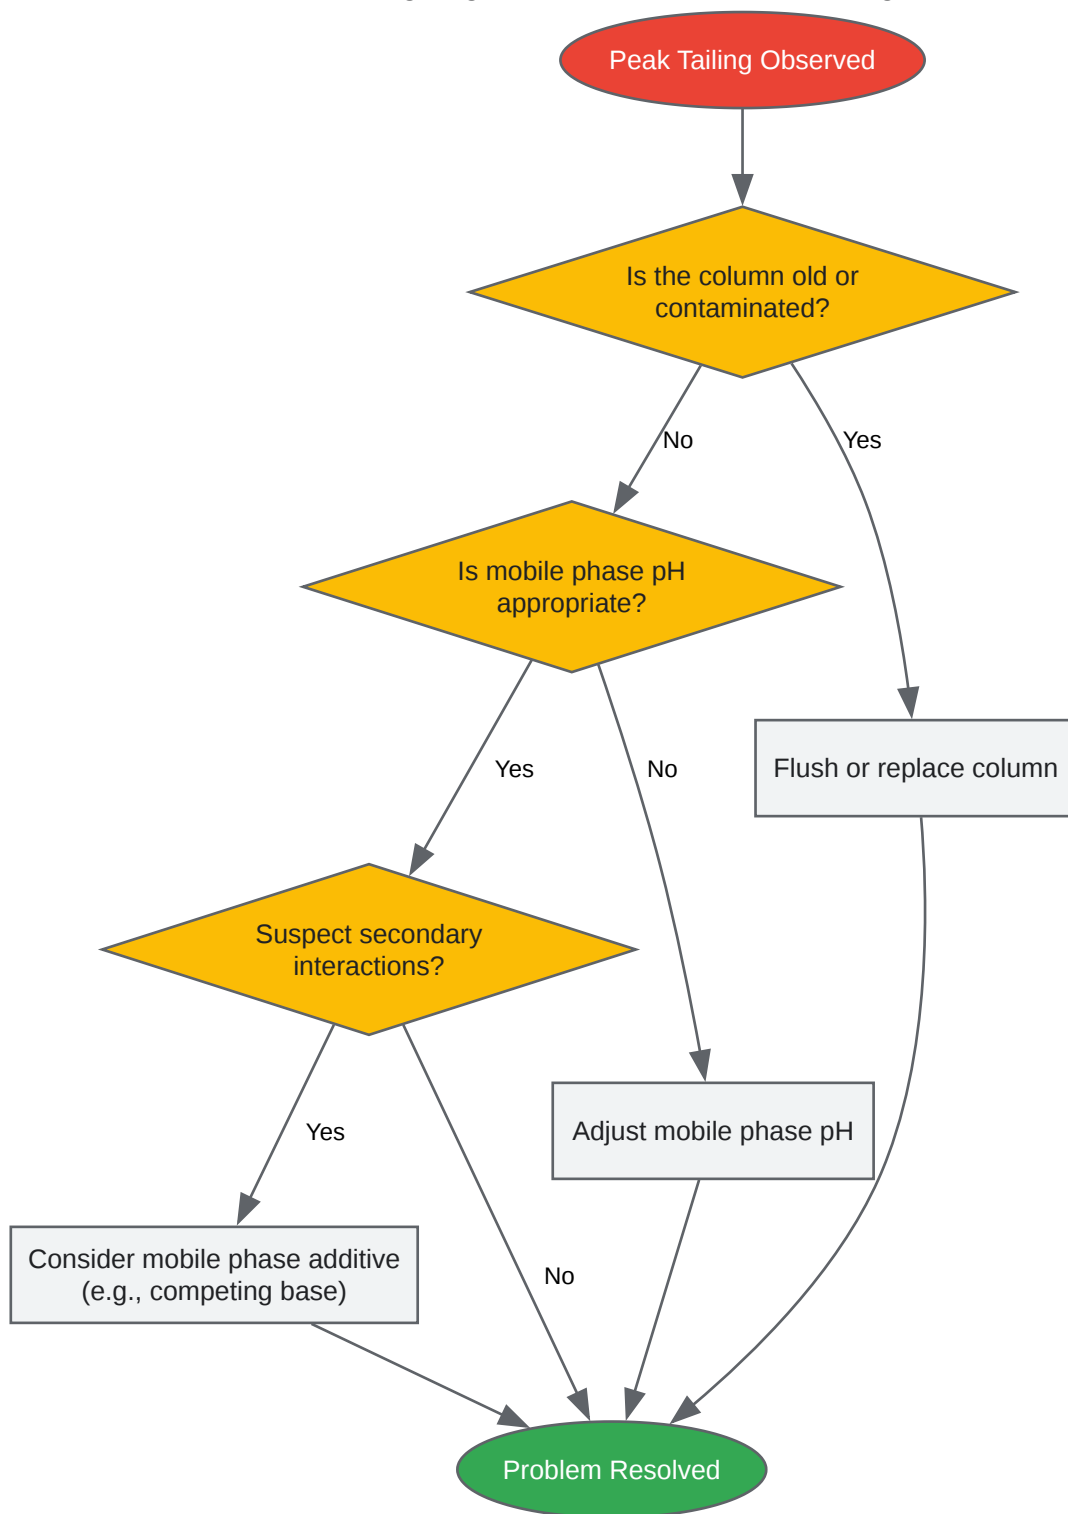 Peak Tailing Observed
Is the column old or
contaminated?
No
Yes
Is mobile phase pH
appropriate?
Yes
No
Flush or replace column
Suspect secondary
interactions?
Yes
No
Adjust mobile phase pH
Consider mobile phase additive
(e.g., competing base)
Problem Resolved